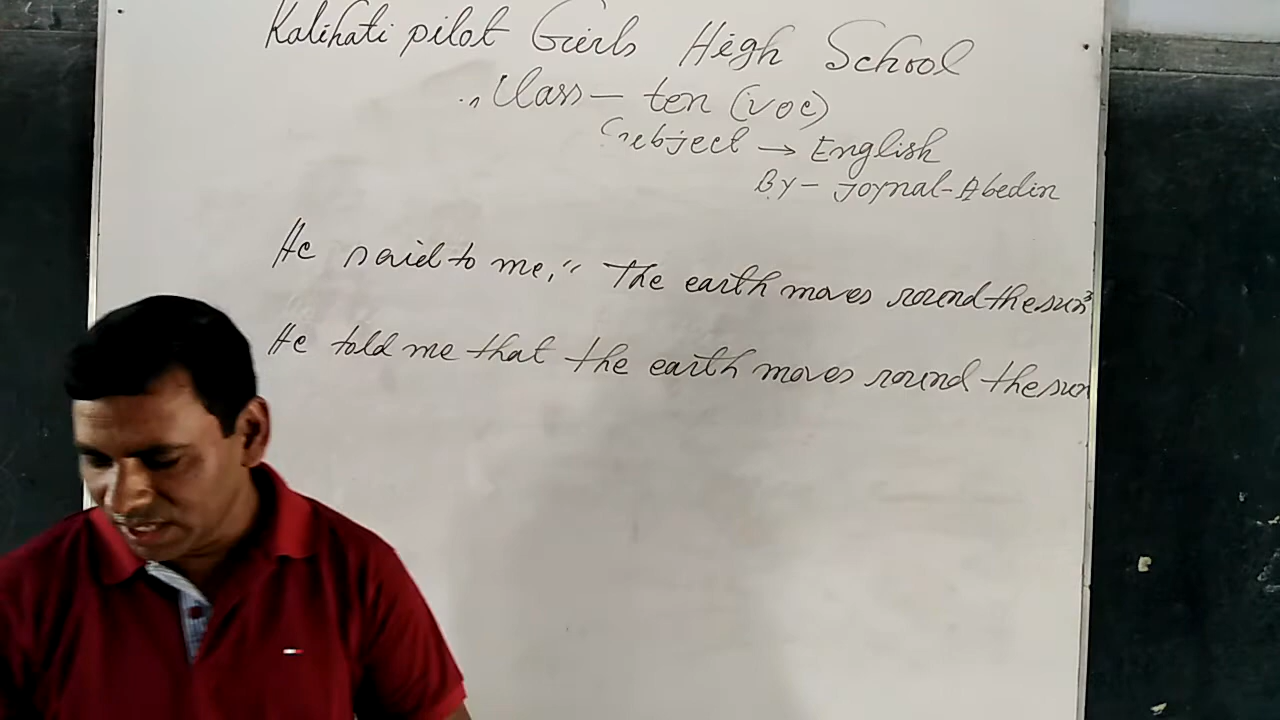 Kalihati pilot Girls High School
Class — ten (voc)
Subject → English
By - Joynal-Abedin
He said to me, " The earth moves round the sun"
He told me that the earth moves round the sun